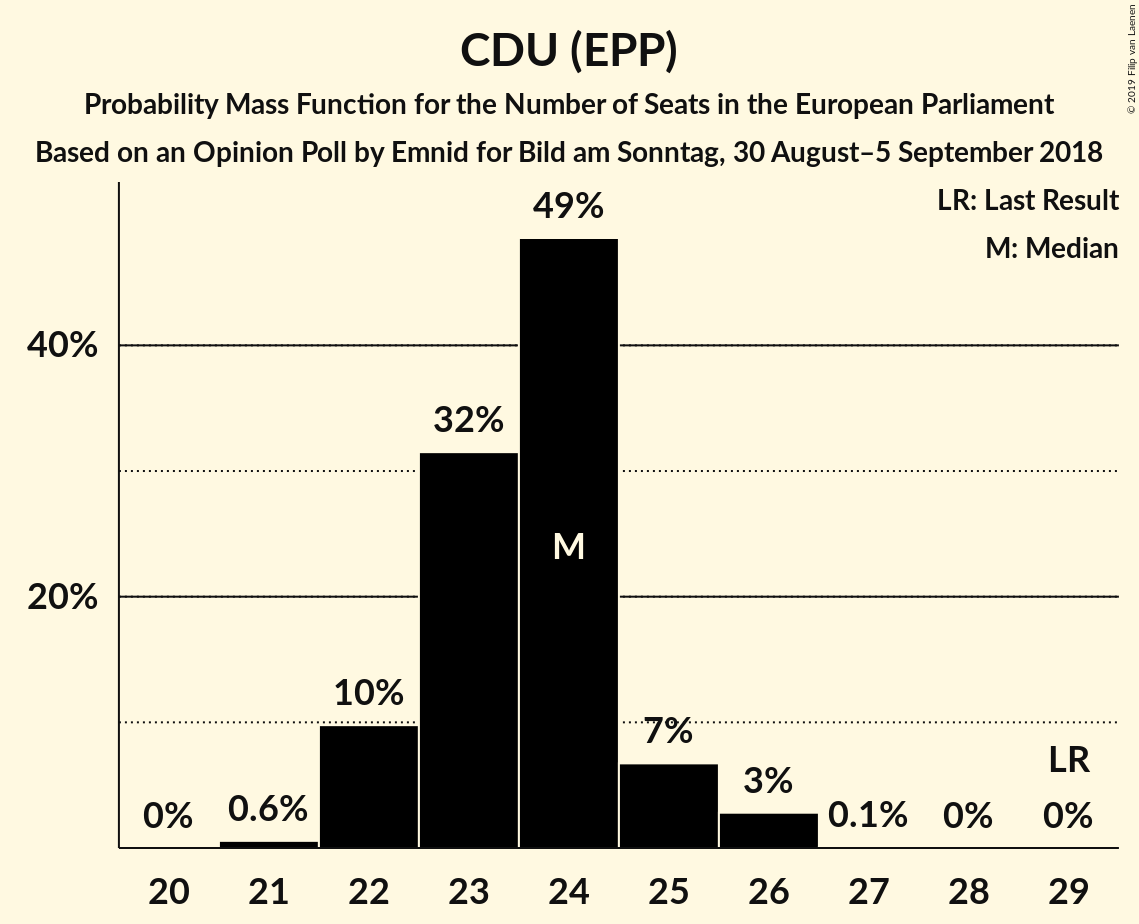 CDU (EPP)
Probability Mass Function for the Number of Seats in the European Parliament
Based on an Opinion Poll by Emnid for Bild am Sonntag, 30 August–5 September 2018
© 2019 Filip van Laenen
LR: Last Result
M: Median
49%
40%
32%
M
20%
10%
7%
3%
LR
0%
0.6%
0.1%
0%
0%
20 21 22 23 24 25 26 27 28 29